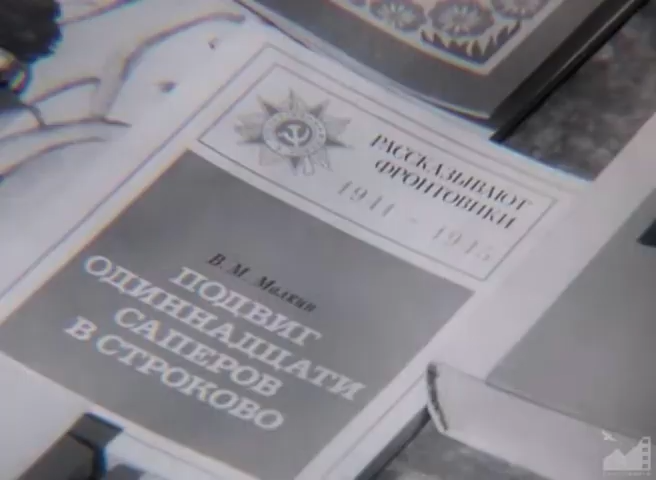 РАССКАЗЫВАЮТ
ФРОНТОВИКИ
1941 - 1945
В. М. Малкин
ПОДВИГ
ОДИННАДЦАТИ
САПЕРОВ
В СТРОКОВО